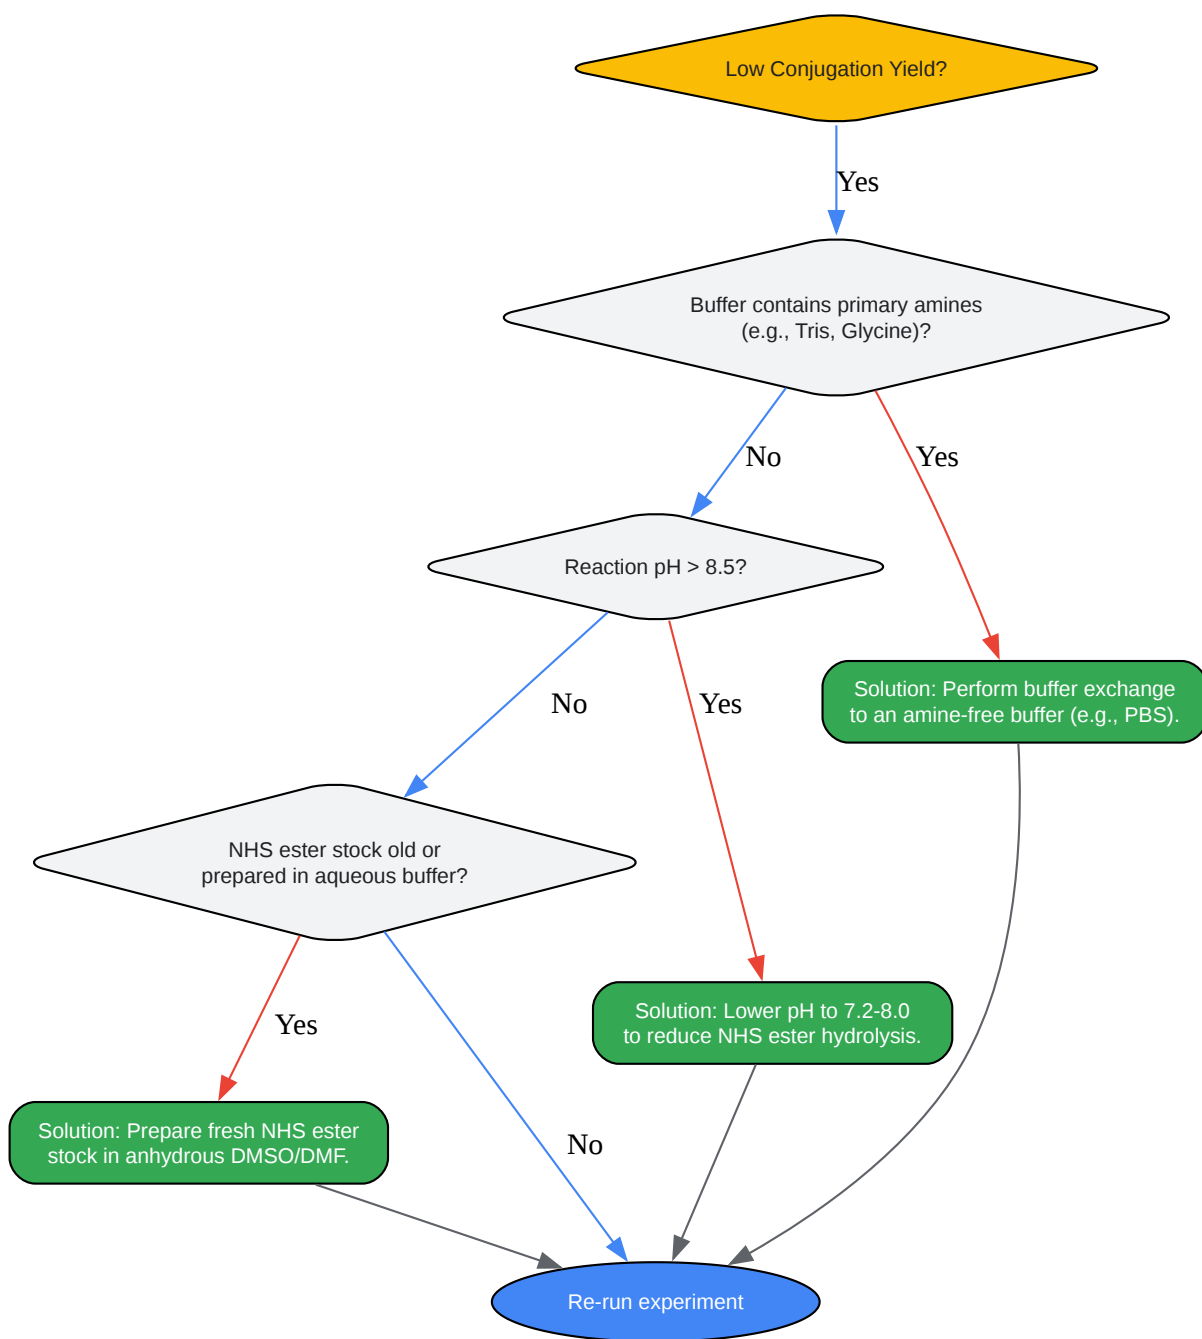 Low Conjugation Yield?
Yes
Buffer contains primary amines
(e.g., Tris, Glycine)?
No
Yes
Reaction pH > 8.5?
No
Yes
Solution: Perform buffer exchange
to an amine-free buffer (e.g., PBS).
NHS ester stock old or
prepared in aqueous buffer?
Yes
No
Solution: Lower pH to 7.2-8.0
to reduce NHS ester hydrolysis.
Solution: Prepare fresh NHS ester
stock in anhydrous DMSO/DMF.
Re-run experiment